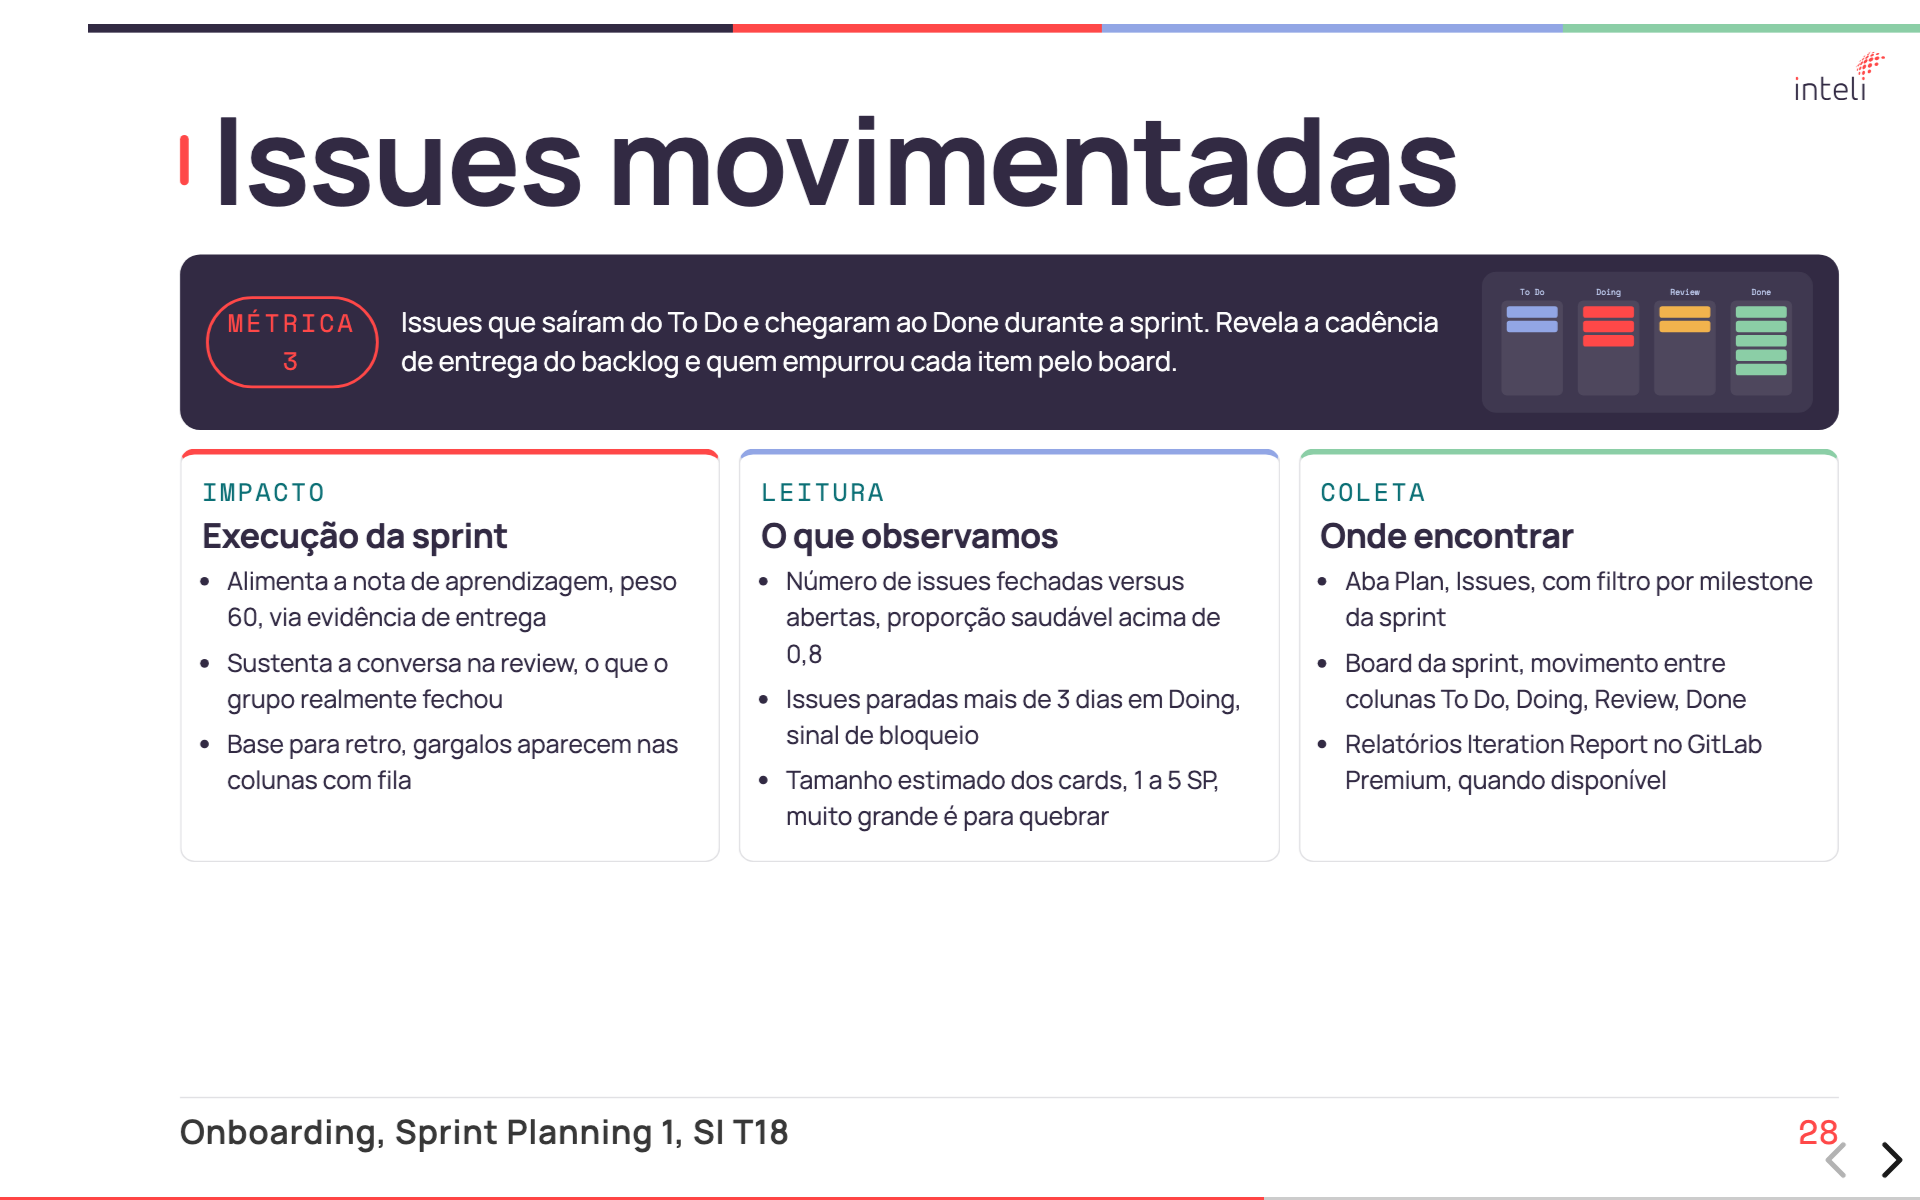 inteli
Issues movimentadas
MÉTRICA
3
Issues que saíram do To Do e chegaram ao Done durante a sprint. Revela a cadência
de entrega do backlog e quem empurrou cada item pelo board.
To Do
Doing
Review
Done
IMPACTO
Execução da sprint
• Alimenta a nota de aprendizagem, peso
60, via evidência de entrega
• Sustenta a conversa na review, o que o
grupo realmente fechou
• Base para retro, gargalos aparecem nas
colunas com fila
LEITURA
O que observamos
• Número de issues fechadas versus
abertas, proporção saudável acima de
0,8
• Issues paradas mais de 3 dias em Doing,
sinal de bloqueio
• Tamanho estimado dos cards, 1 a 5 SP,
muito grande é para quebrar
COLETA
Onde encontrar
• Aba Plan, Issues, com filtro por milestone
da sprint
• Board da sprint, movimento entre
colunas To Do, Doing, Review, Done
• Relatórios Iteration Report no GitLab
Premium, quando disponível
Onboarding, Sprint Planning 1, SI T18
28